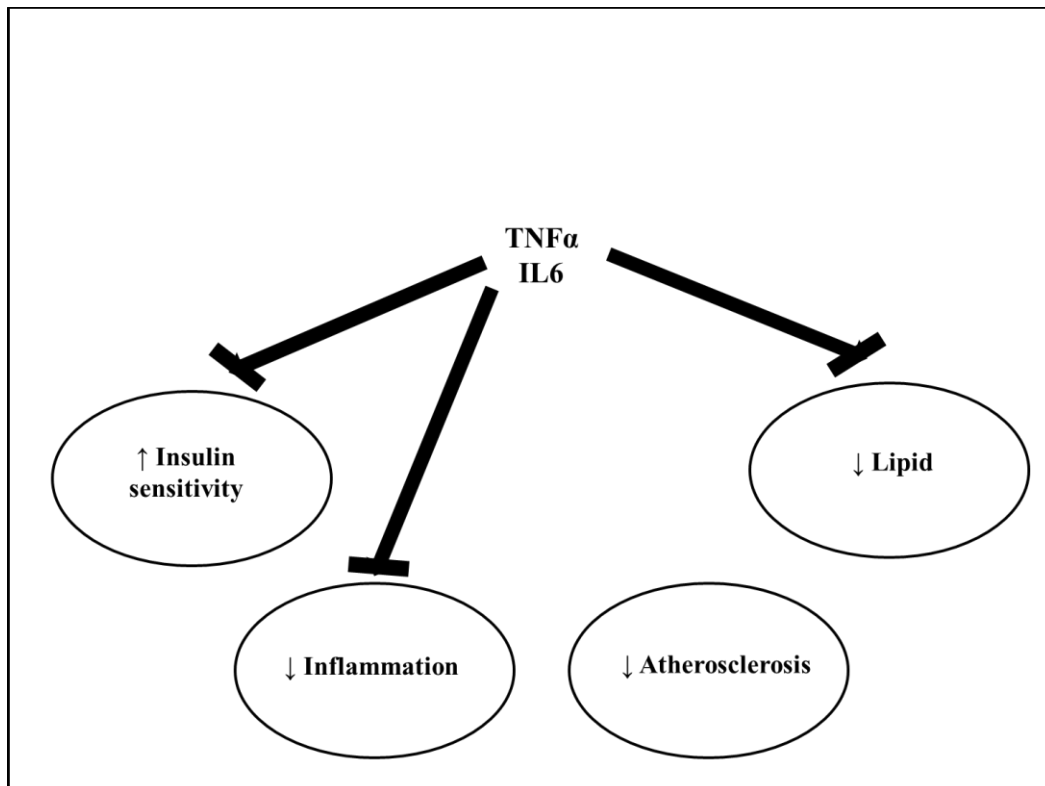 TNFα
IL6
↑ Insulin
sensitivity
↓ Lipid
↓ Inflammation
↓ Atherosclerosis